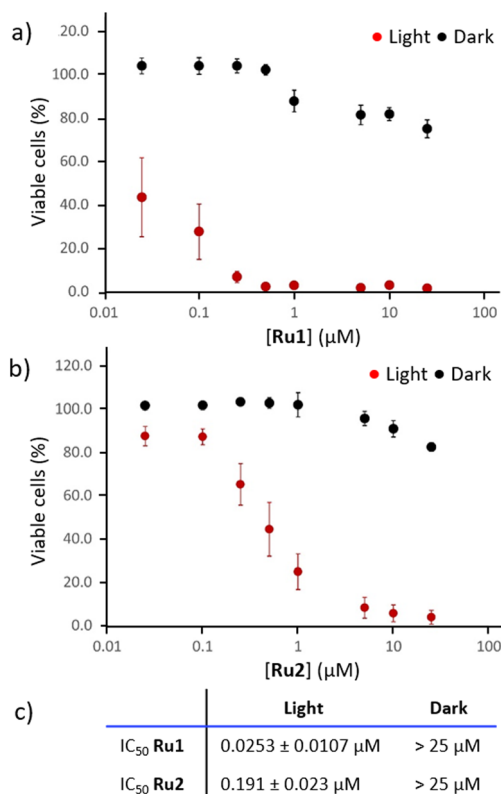 a)
20.0
100.0
80.0
60.0
40.0
20.0
0.0
Viable cells (%)
Light Dark
0.01 0.1 1 10 100
[Ru1] (µM)
b)
120.0
100.0
80.0
60.0
40.0
20.0
0.0
Viable cells (%)
Light Dark
0.01 0.1 1 10 100
[Ru2] (µM)
c)
Light Dark
IC50 Ru1 0.0253 ± 0.0107 µM > 25 µM
IC50 Ru2 0.191 ± 0.023 µM > 25 µM